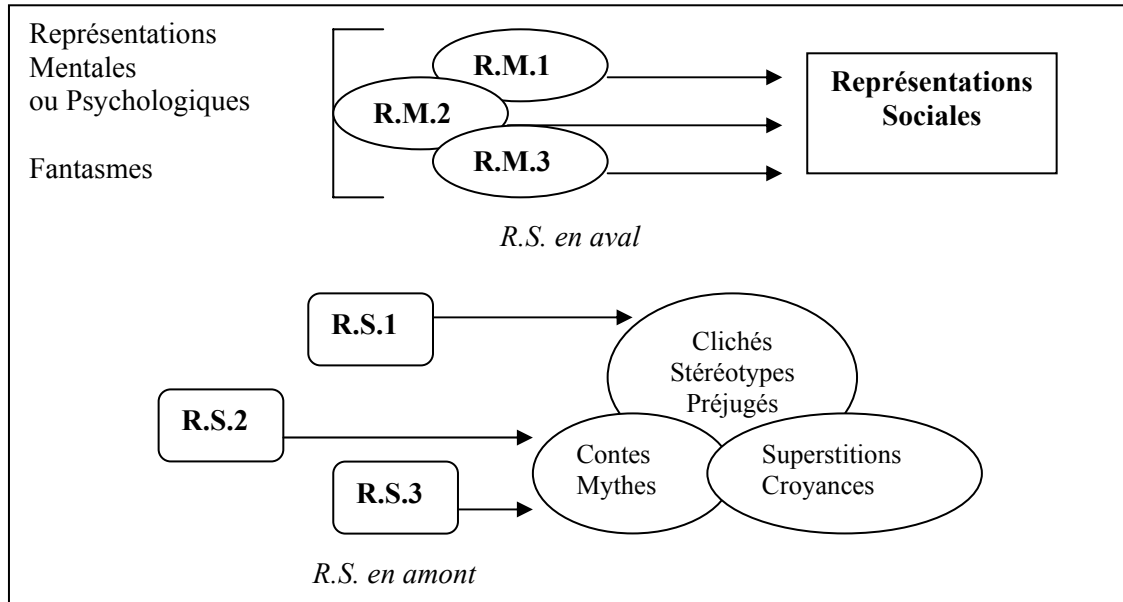 Représentations
Mentales
ou Psychologiques
Fantasmes
R.M.1
R.M.2
R.M.3
Représentations
Sociales
R.S. en aval
R.S.1
R.S.2
R.S.3
Clichés
Stéréotypes
Préjugés
Contes
Mythes
Superstitions
Croyances
R.S. en amont